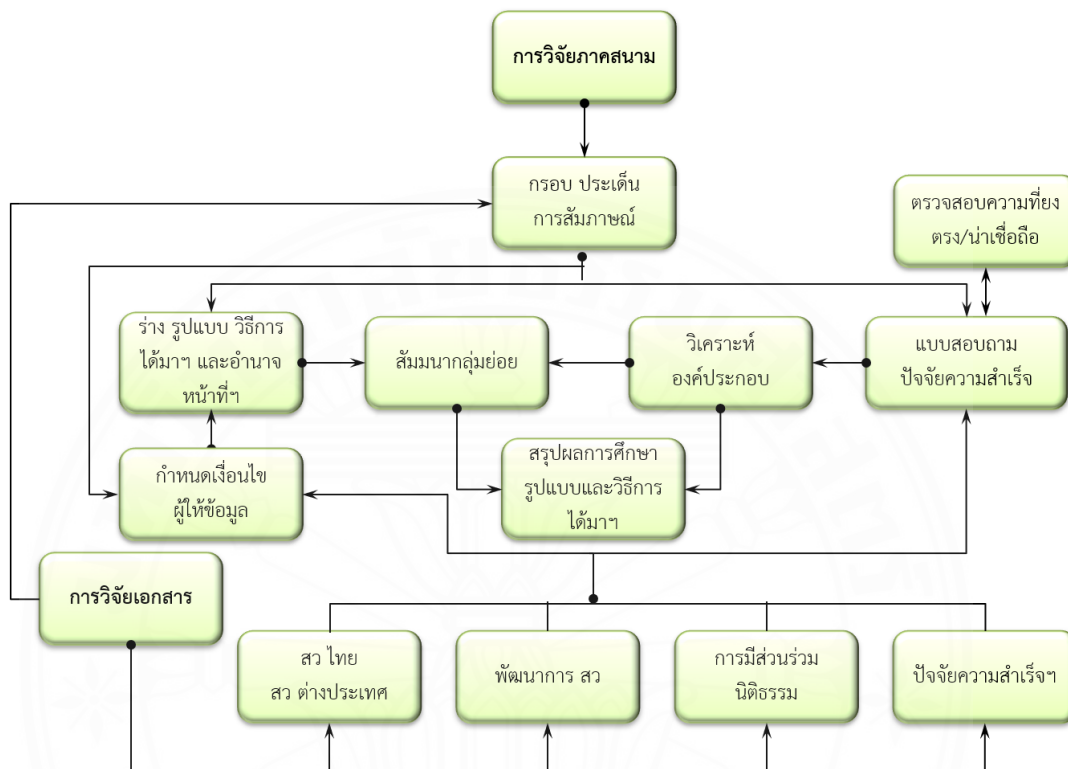 การวิจัยภาคสนาม
กรอบ ประเด็น
การสัมภาษณ์
ตรวจสอบความที่ยง
ตรง/น่าเชื่อถือ
ร่าง รูปแบบ วิธีการ
ได้มาฯ และอำนาจ
หน้าที่ฯ
สัมมนากลุ่มย่อย
วิเคราะห์
องค์ประกอบ
แบบสอบถาม
ปัจจัยความสำเร็จ
กำหนดเงื่อนไข
ผู้ให้ข้อมูล
สรุปผลการศึกษา
รูปแบบและวิธีการ
ได้มาฯ
การวิจัยเอกสาร
สว ไทย
สว ต่างประเทศ
พัฒนาการ สว
การมีส่วนร่วม
นิติธรรม
ปัจจัยความสำเร็จฯ